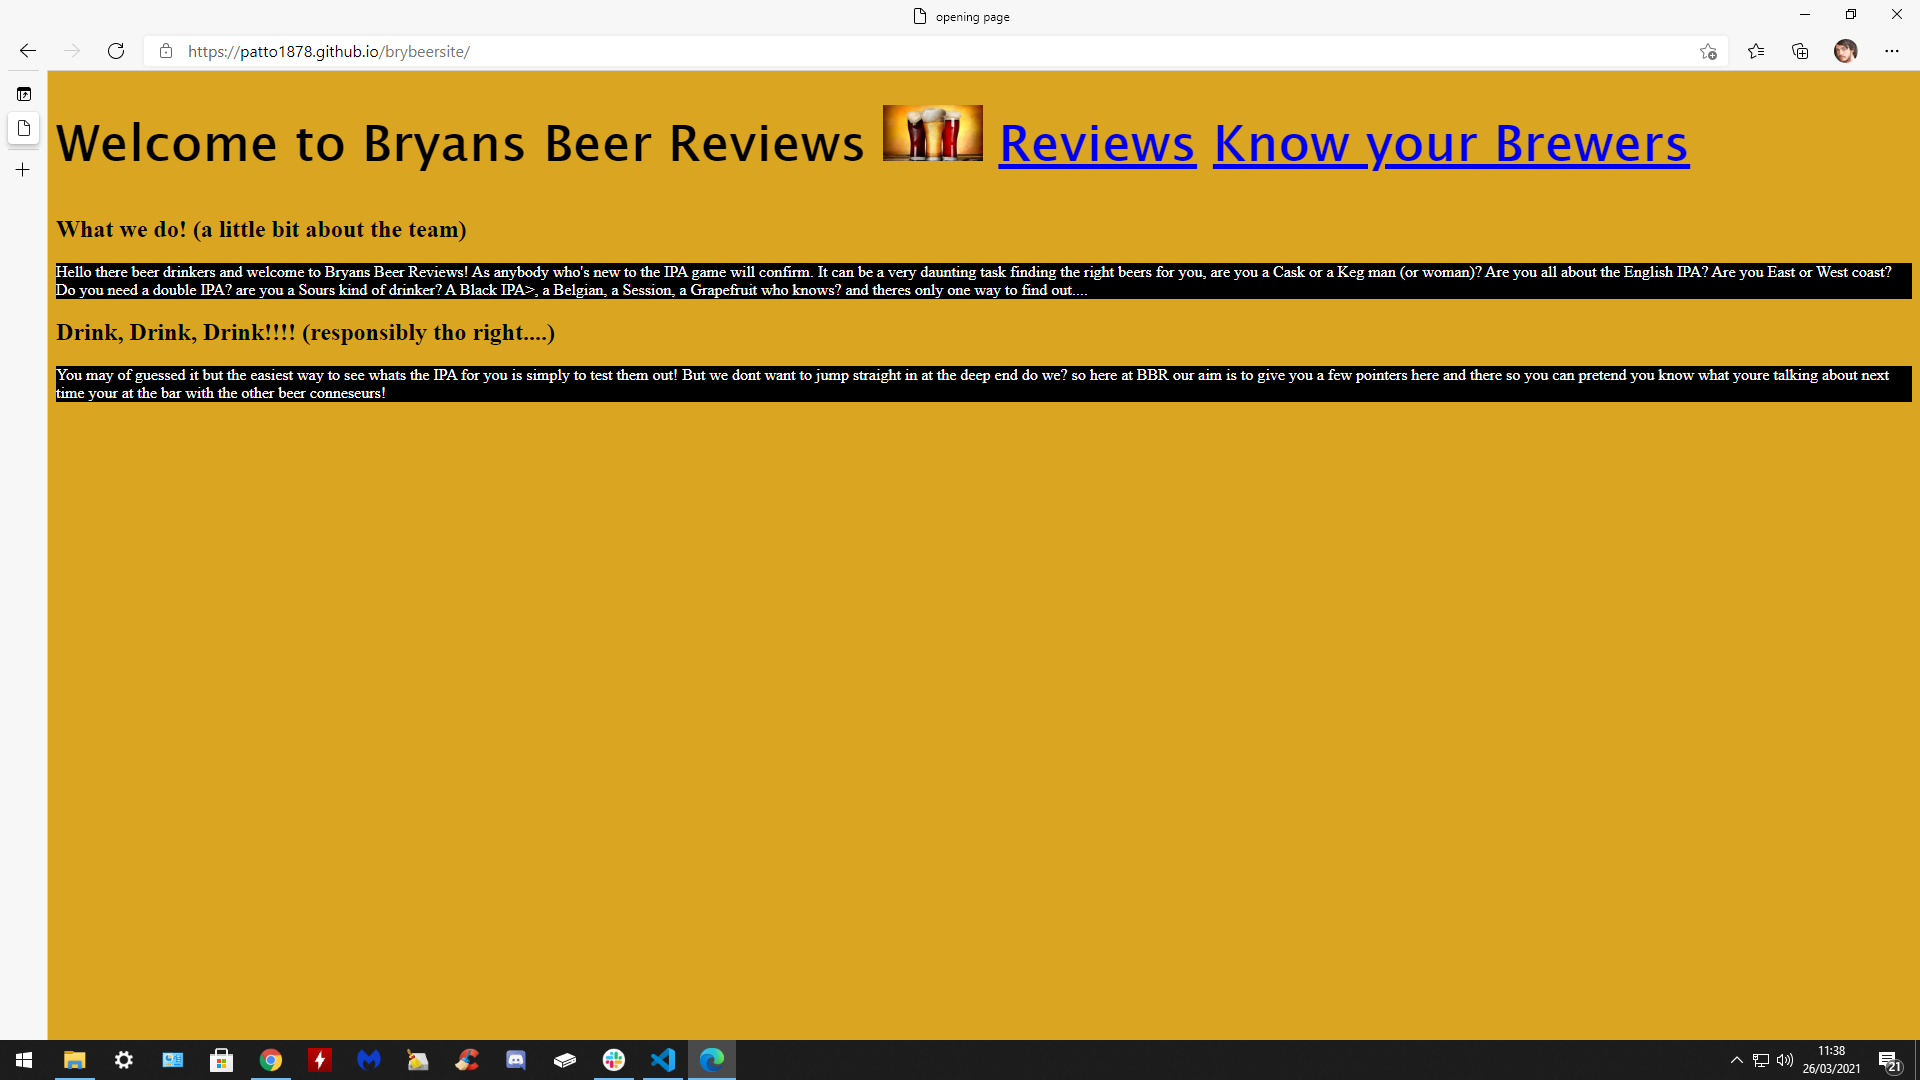 opening page
https://patto1878.github.io/brybeersite/
Welcome to Bryans Beer Reviews Reviews Know your Brewers
What we do! (a little bit about the team)
Hello there beer drinkers and welcome to Bryans Beer Reviews! As anybody who's new to the IPA game will confirm. It can be a very daunting task finding the right beers for you, are you a Cask or a Keg man (or woman)? Are you all about the English IPA? Are you East or West coast?
Do you need a double IPA? are you a Sours kind of drinker? A Black IPA>, a Belgian, a Session, a Grapefruit who knows? and theres only one way to find out....
Drink, Drink, Drink!!!! (responsibly tho right....)
You may of guessed it but the easiest way to see whats the IPA for you is simply to test them out! But we dont want to jump straight in at the deep end do we? so here at BBR our aim is to give you a few pointers here and there so you can pretend you know what youre talking about next
time your at the bar with the other beer conneseurs!
11:38
26/03/2021
21